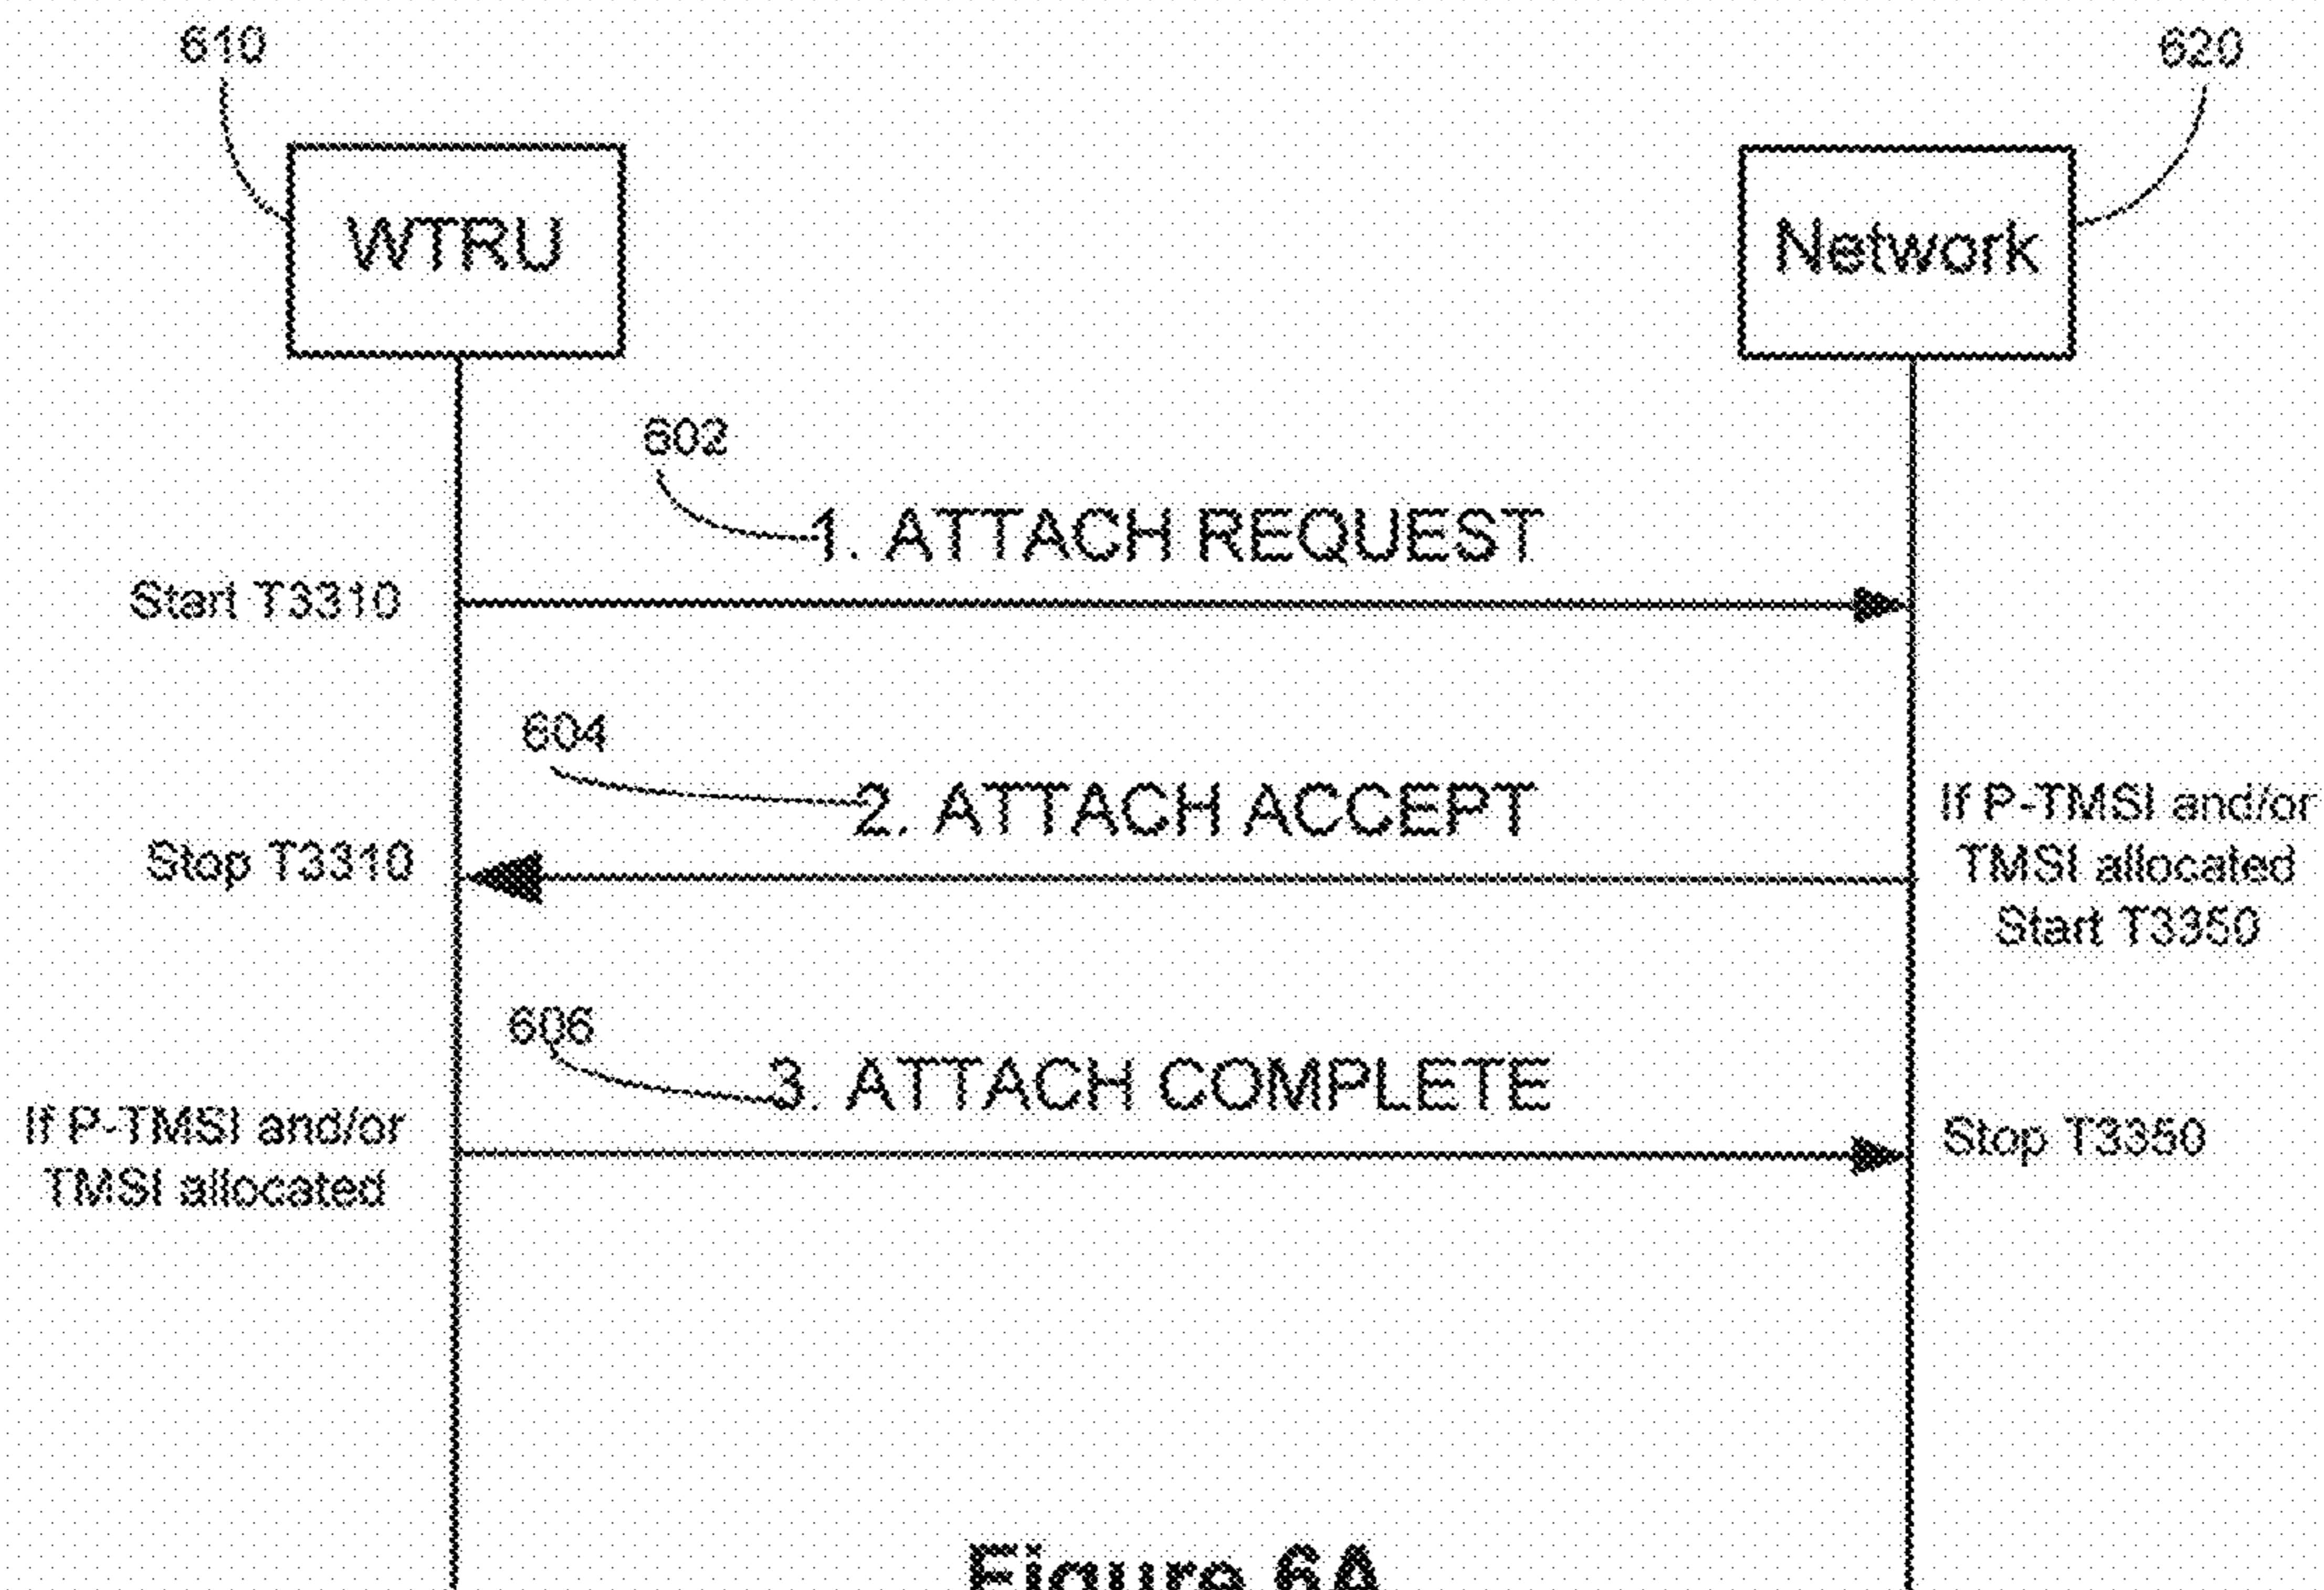 610
620
WTRU
Network
602
1. ATTACH REQUEST
Start T3310
604
2. ATTACH ACCEPT
If P-TMSI and/or
TMSI allocated
Start T3350
Stop T3310
606
3. ATTACH COMPLETE
If P-TMSI and/or
TMSI allocated
Stop T3350
Figure 6A